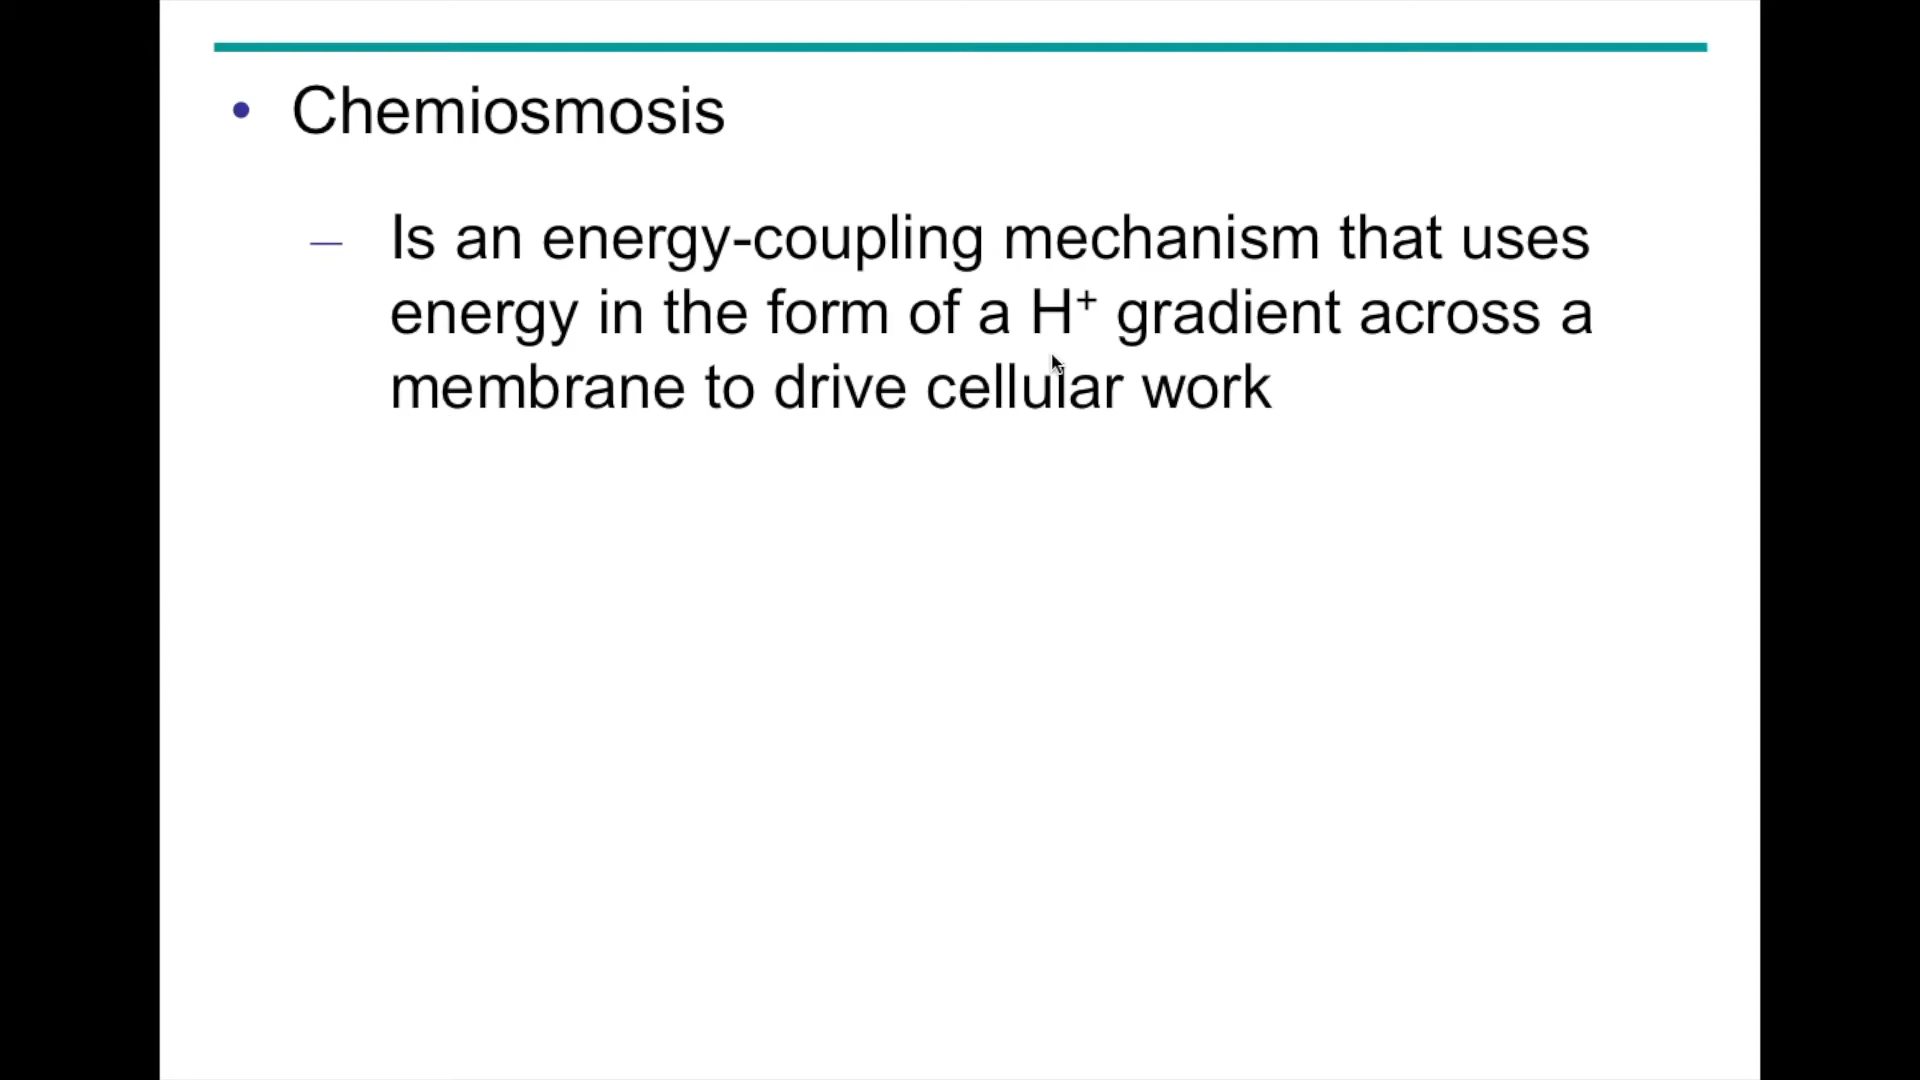 • Chemiosmosis
– Is an energy-coupling mechanism that uses
energy in the form of a H⁺ gradient across a
membrane to drive cellular work